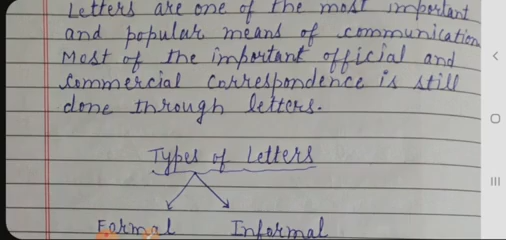 Letters are one of the most important
and popular means of communication
Most of the important official and
commercial correspondence is still
done through letters.
Types of Letters
Formal Informal